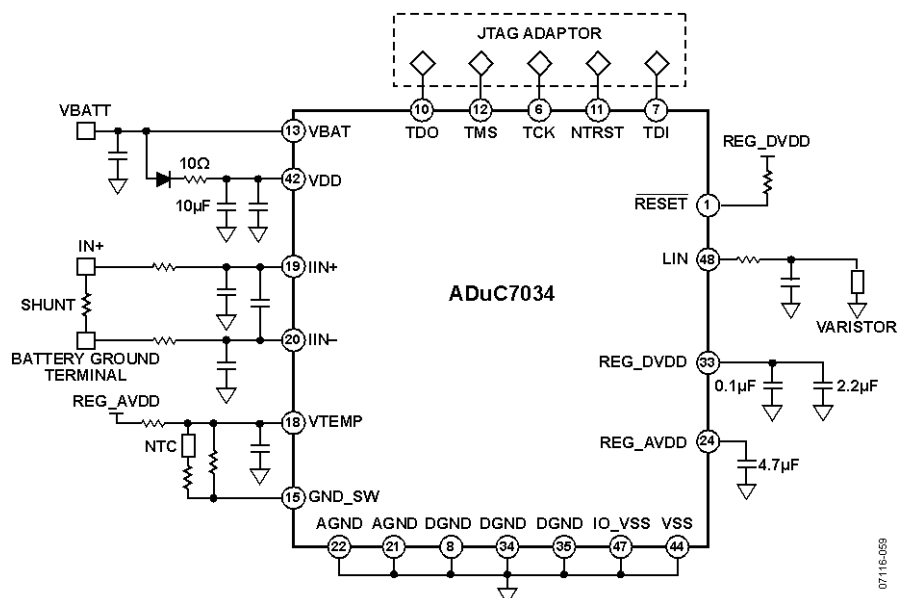 JTAG ADAPTOR
10 12 6 11 7
TDO TMS TCK NTRST TDI
VBATT
13 VBAT
10Ω
42 VDD
10µF
IN+
19 IIN+
SHUNT
20 IIN–
BATTERY GROUND
TERMINAL
REG_AVDD
18 VTEMP
NTC
15 GND_SW
ADuC7034
REG_DVDD
RESET 1
LIN 48
VARISTOR
REG_DVDD 33
0.1µF 2.2µF
REG_AVDD 24
4.7µF
AGND AGND DGND DGND DGND IO_VSS VSS
22 21 8 34 35 47 44
07116-059